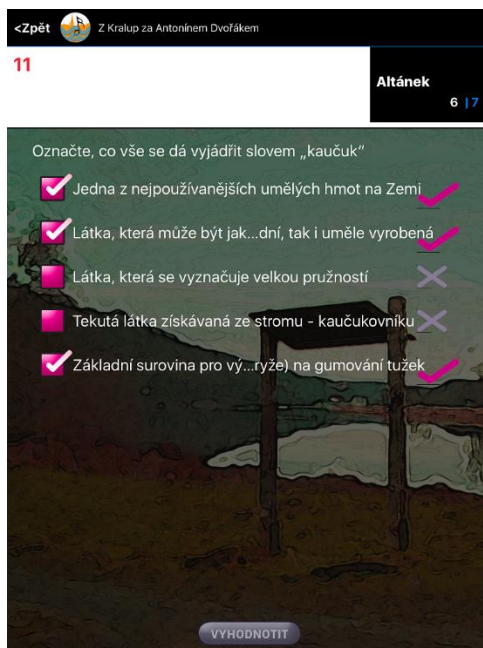 <Zpět
Z Kralup za Antonínem Dvořákem
11
Altánek
6 |7
Označte, co vše se dá vyjádřit slovem „kaučuk“
Jedna z nejpoužívanějších umělých hmot na Zemi
Látka, která může být jak...dní, tak i uměle vyrobená
Látka, která se vyznačuje velkou pružností
Tekutá látka získávaná ze stromu - kaučukovníku
Základní surovina pro vý...ryže) na gumování tužek
VYHODNOTIT